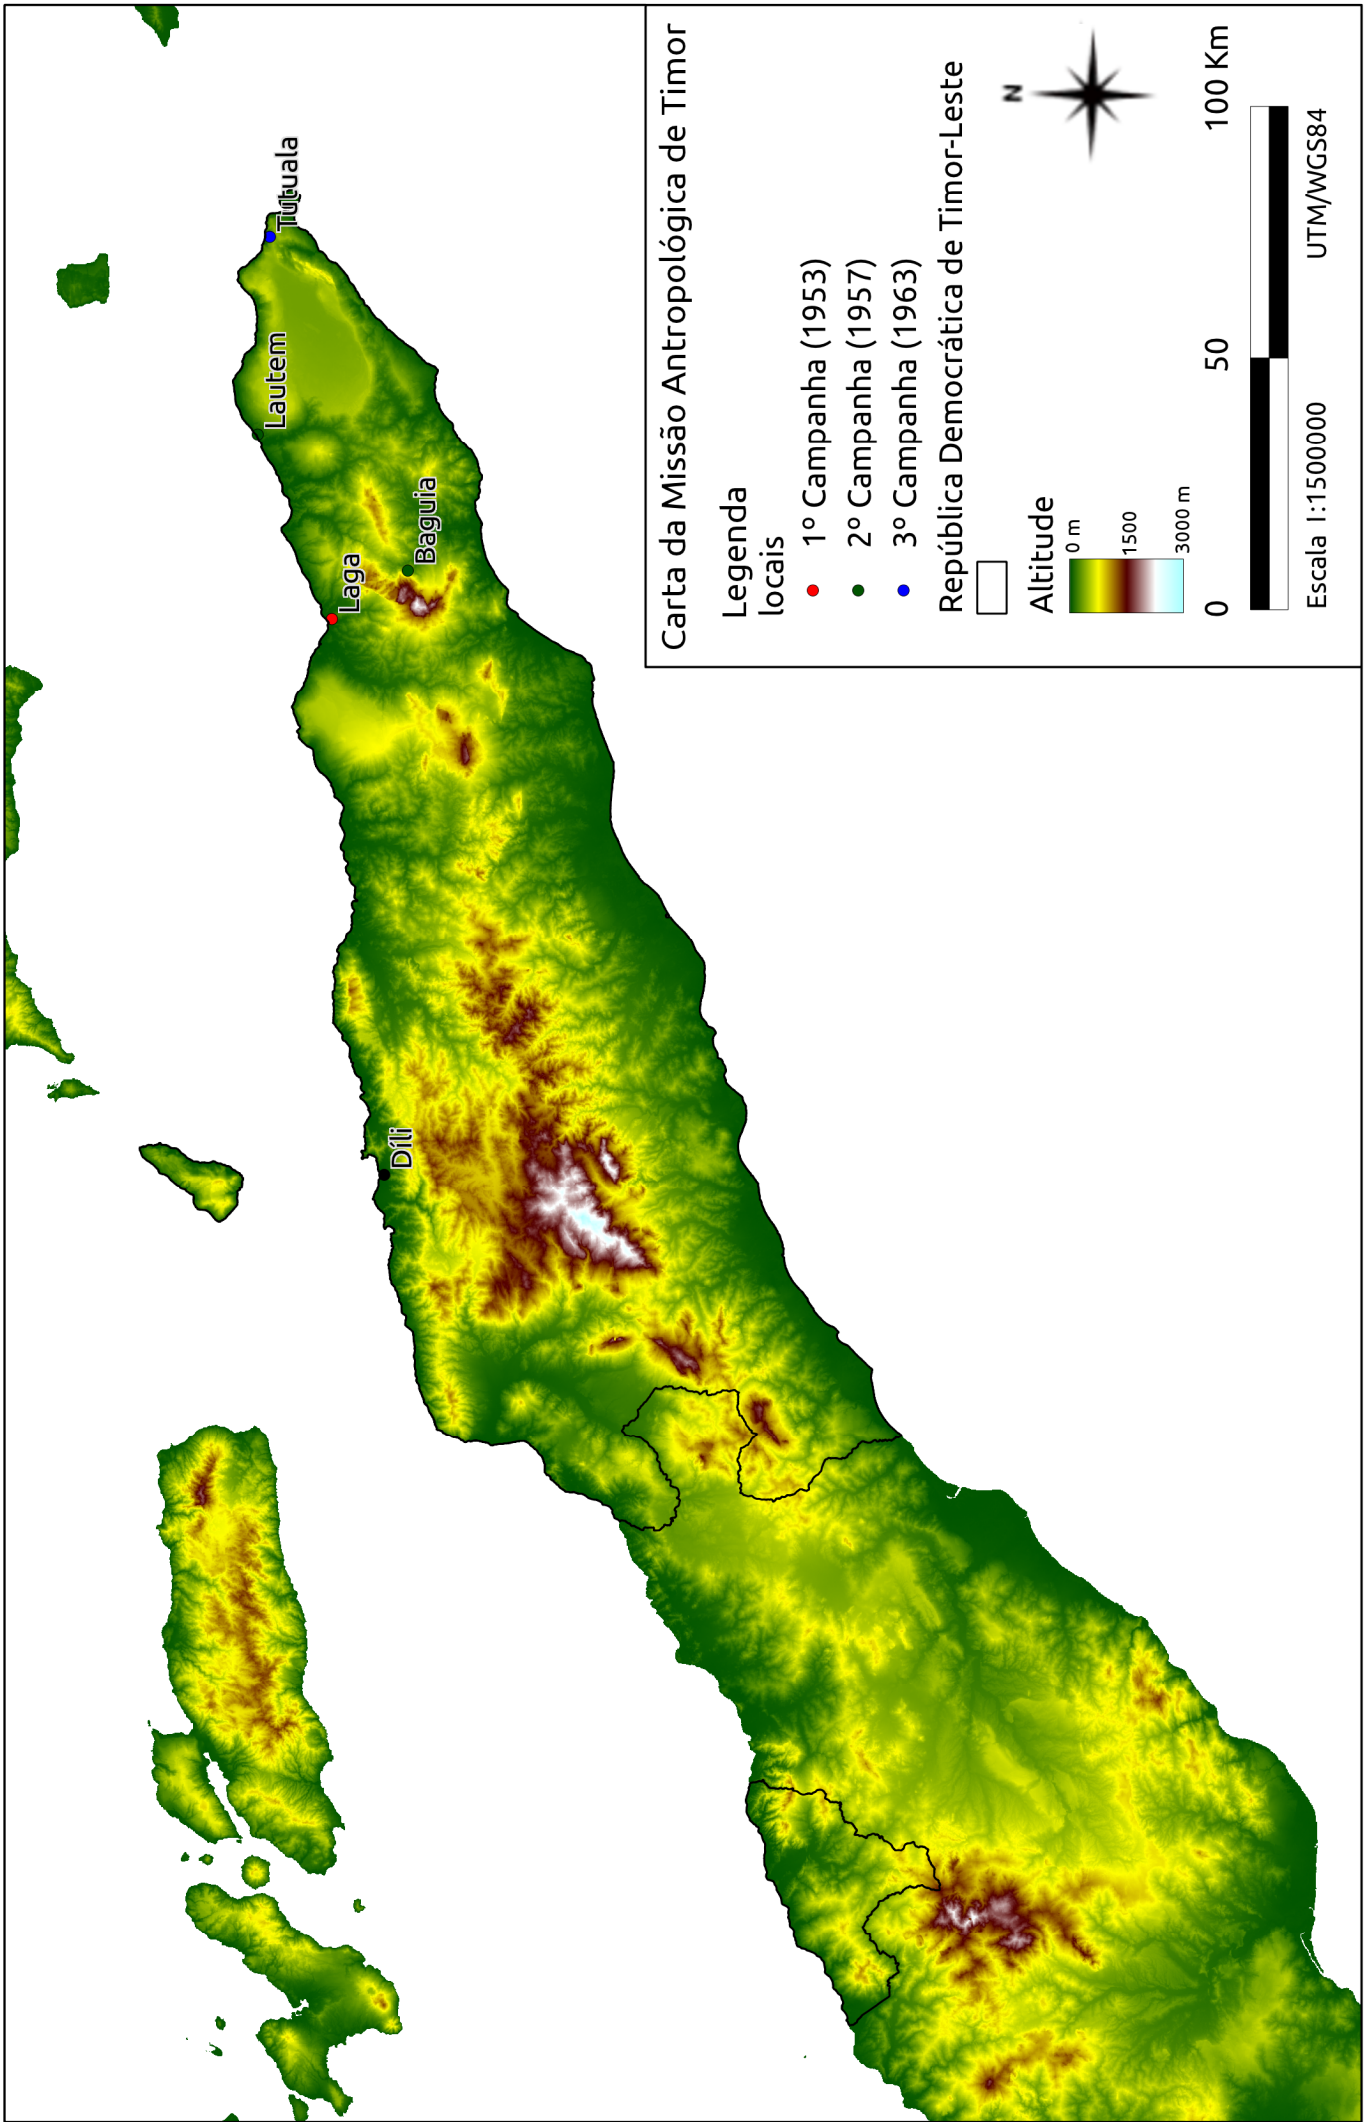 Tutuala
Lautem
Baguia
Laga
Díli
Carta da Missão Antropológica de Timor
Legenda
locais
1º Campanha (1953)
2º Campanha (1957)
3º Campanha (1963)
República Democrática de Timor-Leste
Altitude
0 m
1500
3000 m
N
0 50 100 Km
Escala 1:1500000 UTM/WGS84